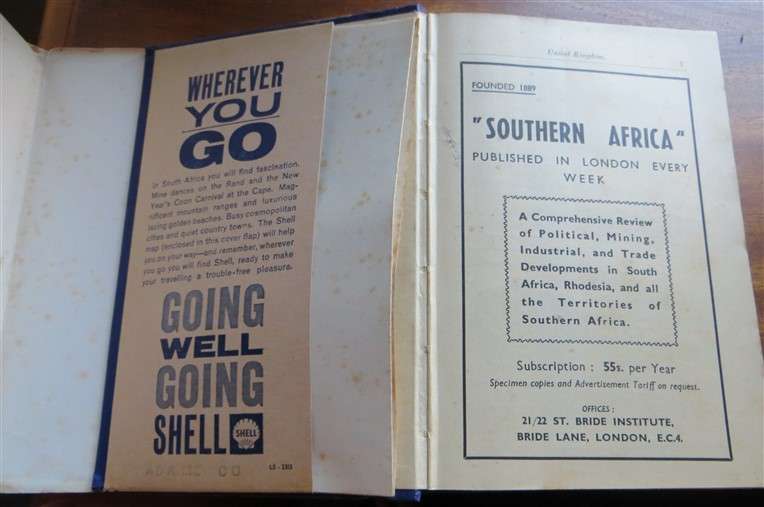 WHEREVER
YOU
GO
In South Africa you will find fascination.
Mine dances on the Rand and the New
Year's Coon Carnival at the Cape. Mag-
nificent mountain ranges and luxurious
lazing golden beaches. Busy cosmopolitan
cities and quiet country towns. The Shell
map (enclosed in this cover flap) will help
you on your way—and remember, wherever
you go you will find Shell, ready to make
your travelling a trouble-free pleasure.
GOING
WELL
GOING
SHELL
SHELL
United Kingdom
FOUNDED 1889
"SOUTHERN AFRICA"
PUBLISHED IN LONDON EVERY
WEEK
A Comprehensive Review
of Political, Mining,
Industrial, and Trade
Developments in South
Africa, Rhodesia, and all
the Territories of
Southern Africa.
Subscription : 55s. per Year
Specimen copies and Advertisement Tariff on request.
OFFICES :
21/22 ST. BRIDE INSTITUTE,
BRIDE LANE, LONDON, E.C.4.